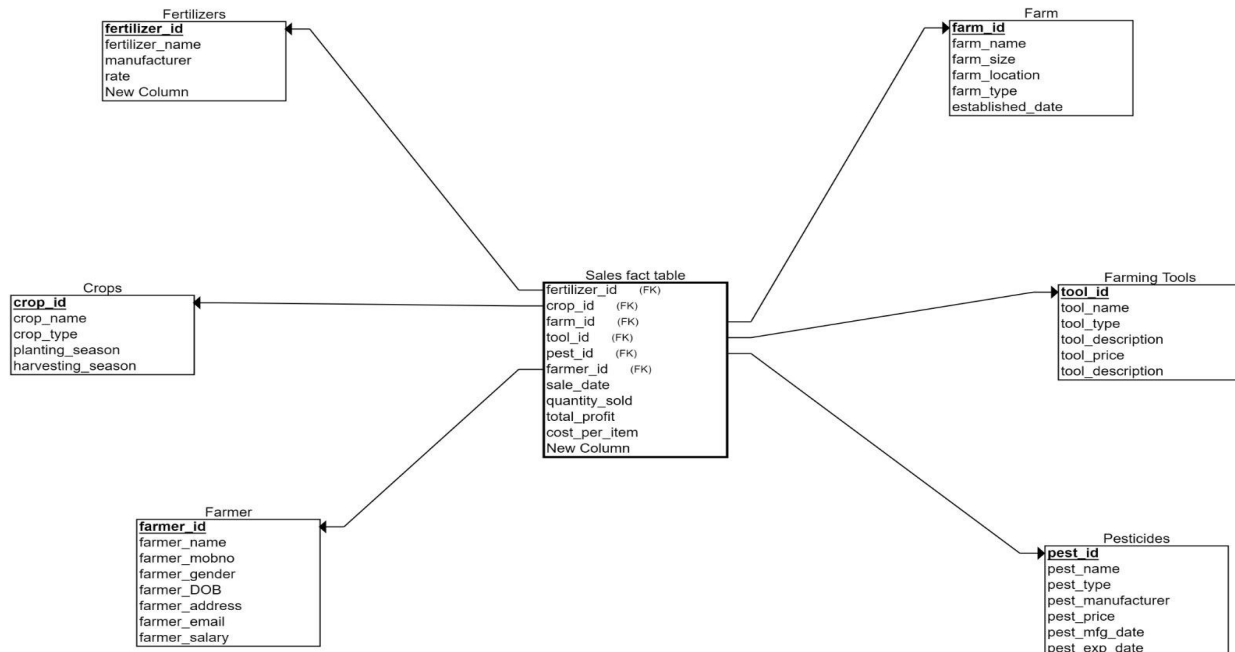 Fertilizers
fertilizer_id
fertilizer_name
manufacturer
rate
New Column
Farm
farm_id
farm_name
farm_size
farm_location
farm_type
established_date
Crops
crop_id
crop_name
crop_type
planting_season
harvesting_season
Sales fact table
fertilizer_id (FK)
crop_id (FK)
farm_id (FK)
tool_id (FK)
pest_id (FK)
farmer_id (FK)
sale_date
quantity_sold
total_profit
cost_per_item
New Column
Farming Tools
tool_id
tool_name
tool_type
tool_description
tool_price
tool_description
Farmer
farmer_id
farmer_name
farmer_mobno
farmer_gender
farmer_DOB
farmer_address
farmer_email
farmer_salary
Pesticides
pest_id
pest_name
pest_type
pest_manufacturer
pest_price
pest_mfg_date
pest_exp_date